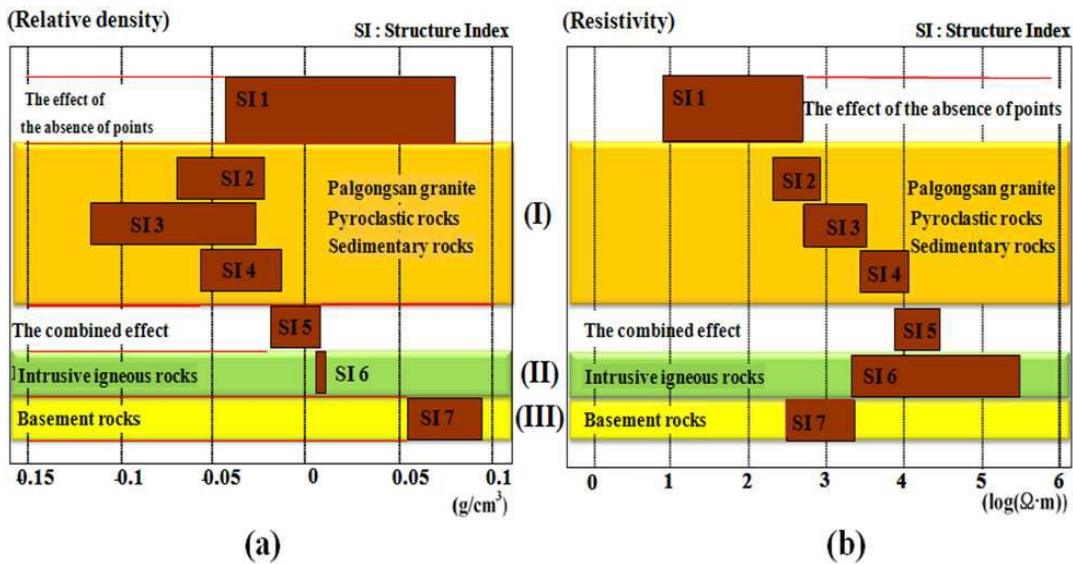 (Relative density)
SI : Structure Index
SI 1
The effect of
the absence of points
SI 2
SI 3
SI 4
Palgongsan granite
Pyroclastic rocks
Sedimentary rocks
The combined effect
SI 5
Intrusive igneous rocks
SI 6
Basement rocks
SI 7
-0.15 -0.1 -0.05 0 0.05 0.1
(g/cm³)
(a)
(I)
(II)
(III)
(Resistivity)
SI : Structure Index
SI 1
The effect of the absence of points
SI 2
SI 3
SI 4
Palgongsan granite
Pyroclastic rocks
Sedimentary rocks
The combined effect
SI 5
Intrusive igneous rocks
SI 6
Basement rocks
SI 7
0 1 2 3 4 5 6
(log(Ω·m))
(b)